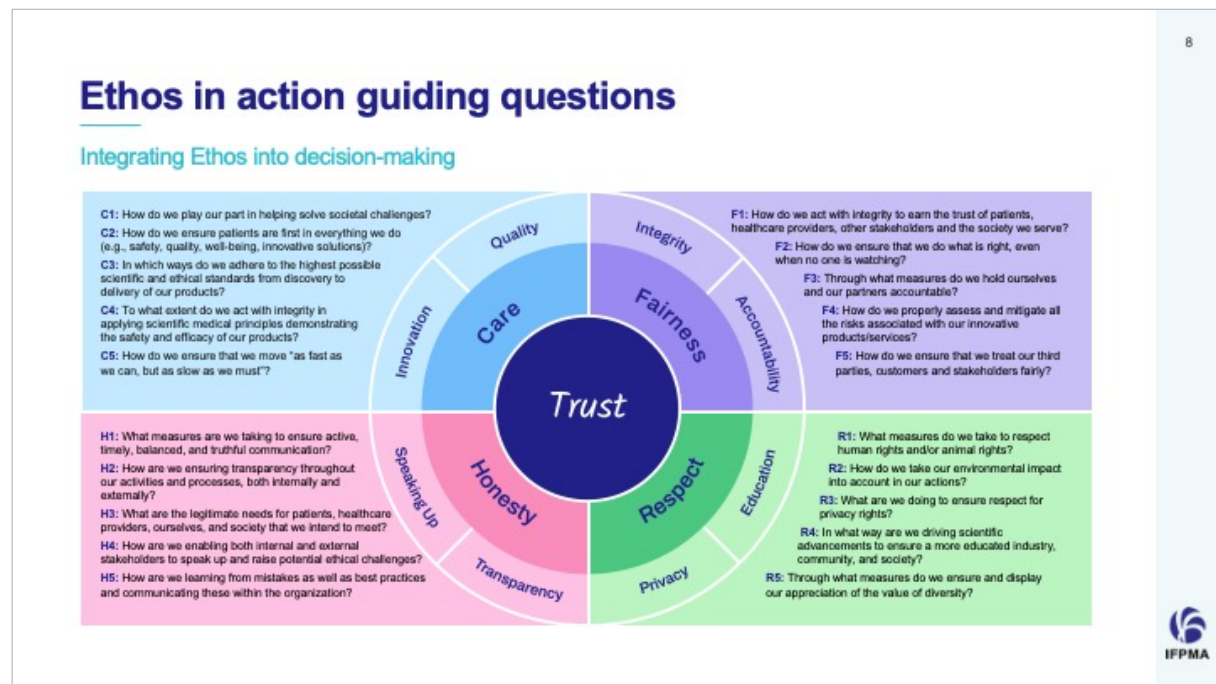 8
Ethos in action guiding questions
Integrating Ethos into decision-making
C1: How do we play our part in helping solve societal challenges?
C2: How do we ensure patients are first in everything we do
(e.g., safety, quality, well-being, innovative solutions)?
C3: In which ways do we adhere to the highest possible
scientific and ethical standards from discovery to
delivery of our products?
C4: To what extent do we act with integrity in
applying scientific medical principles demonstrating
the safety and efficacy of our products?
C5: How do we ensure that we move "as fast as
we can, but as slow as we must"?
Quality
Innovation
Care
Integrity
Accountability
Fairness
F1: How do we act with integrity to earn the trust of patients,
healthcare providers, other stakeholders and the society we serve?
F2: How do we ensure that we do what is right, even
when no one is watching?
F3: Through what measures do we hold ourselves
and our partners accountable?
F4: How do we properly assess and mitigate all
the risks associated with our innovative
products/services?
F5: How do we ensure that we treat our third
parties, customers and stakeholders fairly?
Trust
H1: What measures are we taking to ensure active,
timely, balanced, and truthful communication?
H2: How are we ensuring transparency throughout
our activities and processes, both internally and
externally?
H3: What are the legitimate needs for patients, healthcare
providers, ourselves, and society that we intend to meet?
H4: How are we enabling both internal and external
stakeholders to speak up and raise potential ethical challenges?
H5: How are we learning from mistakes as well as best practices
and communicating these within the organization?
Speaking Up
Honesty
Transparency
Respect
Education
Privacy
R1: What measures do we take to respect
human rights and/or animal rights?
R2: How do we take our environmental impact
into account in our actions?
R3: What are we doing to ensure respect for
privacy rights?
R4: In what way are we driving scientific
advancements to ensure a more educated industry,
community, and society?
R5: Through what measures do we ensure and display
our appreciation of the value of diversity?
IFPMA